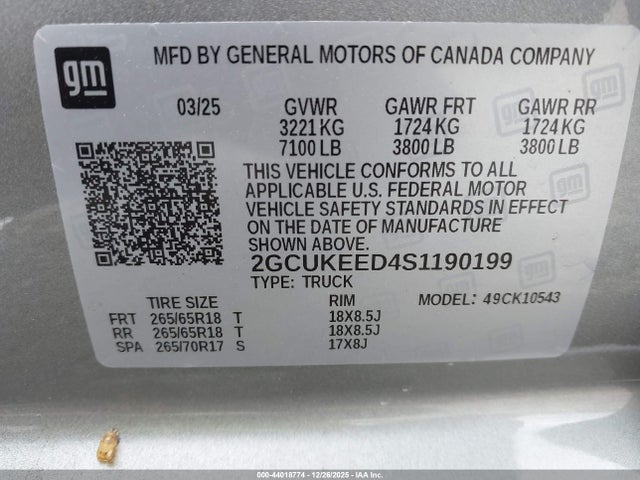 gm
MFD BY GENERAL MOTORS OF CANADA COMPANY
03/25 GVWR GAWR FRT GAWR RR
3221 KG 1724 KG 1724 KG
7100 LB 3800 LB 3800 LB
THIS VEHICLE CONFORMS TO ALL
APPLICABLE U.S. FEDERAL MOTOR
VEHICLE SAFETY STANDARDS IN EFFECT
ON THE DATE OF MANUFACTURE
SHOWN ABOVE.
2GCUKEED4S1190199
TYPE: TRUCK MODEL: 49CK10543
TIRE SIZE RIM
FRT 265/65R18 T 18X8.5J
RR 265/65R18 T 18X8.5J
SPA 265/70R17 S 17X8J
000-44018774 - 12/26/2025 - IAA Inc.